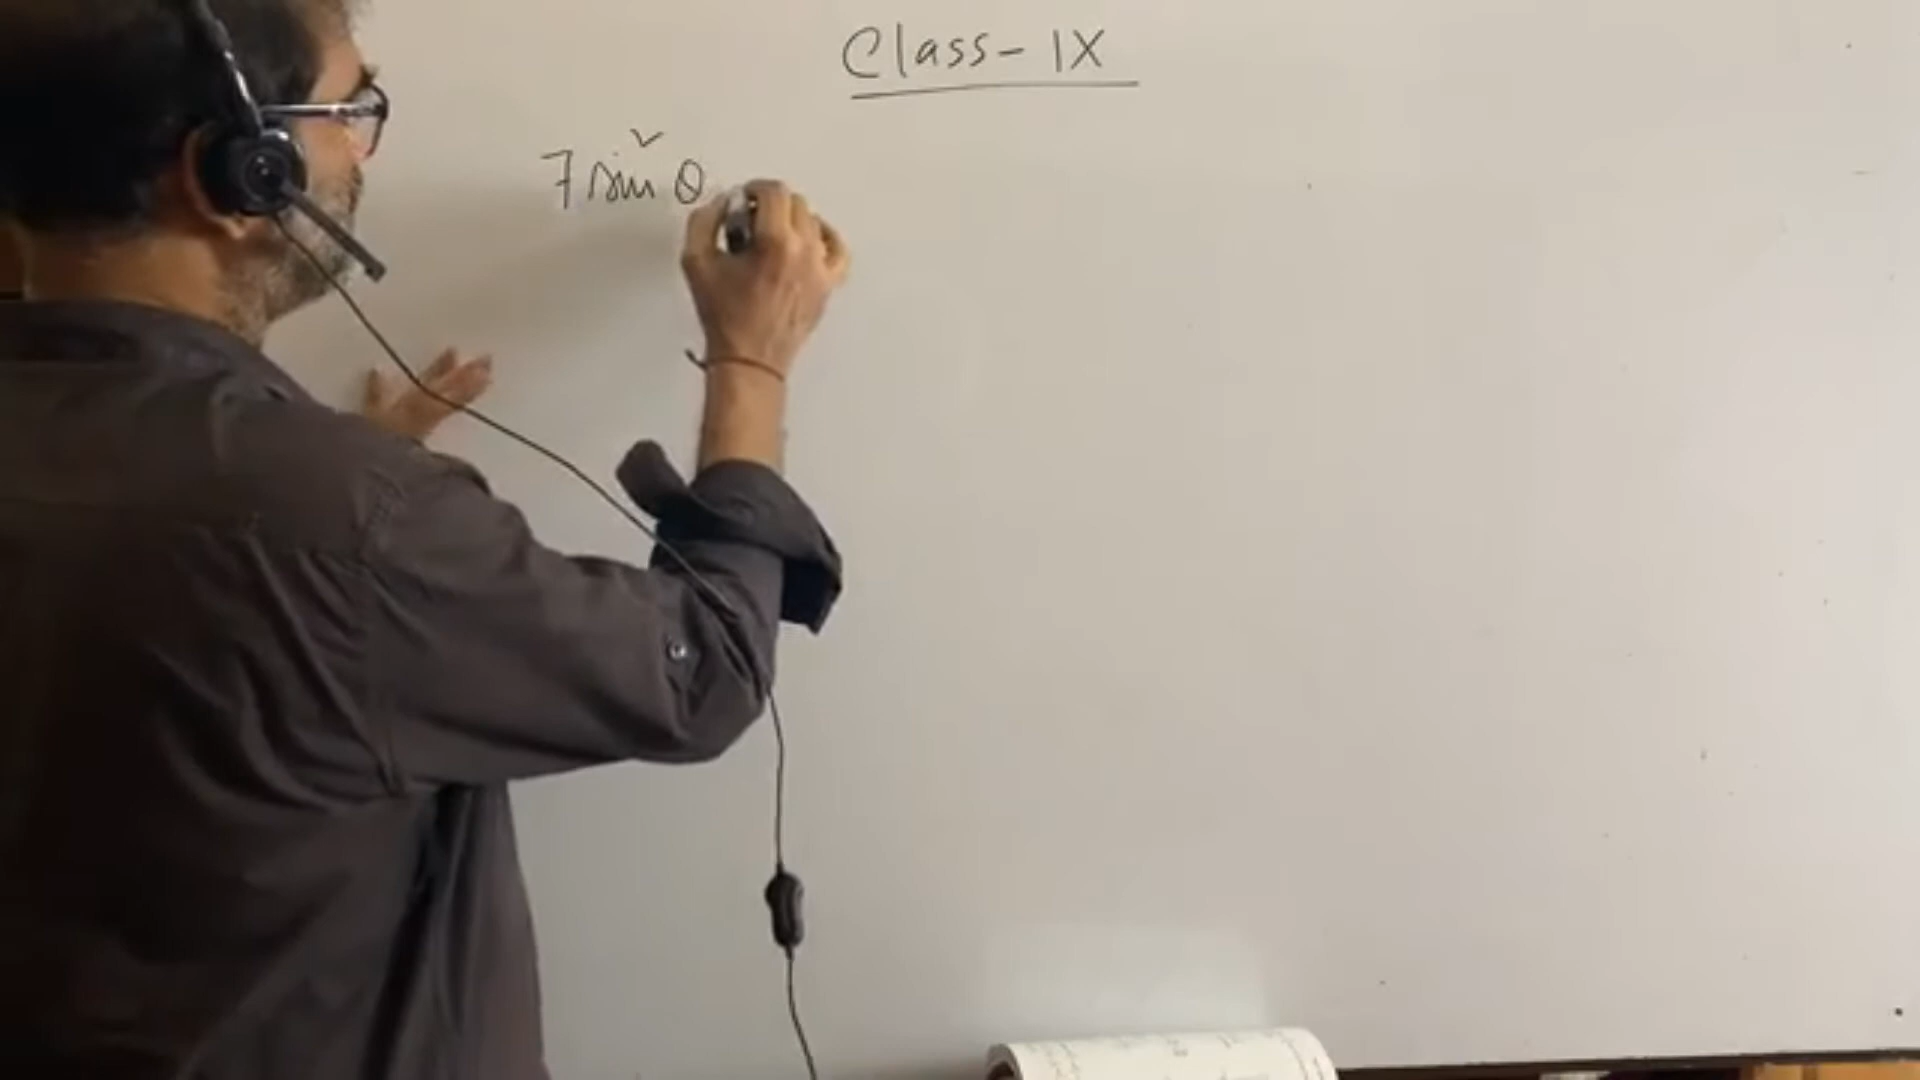 Class-IX
7 sin² θ